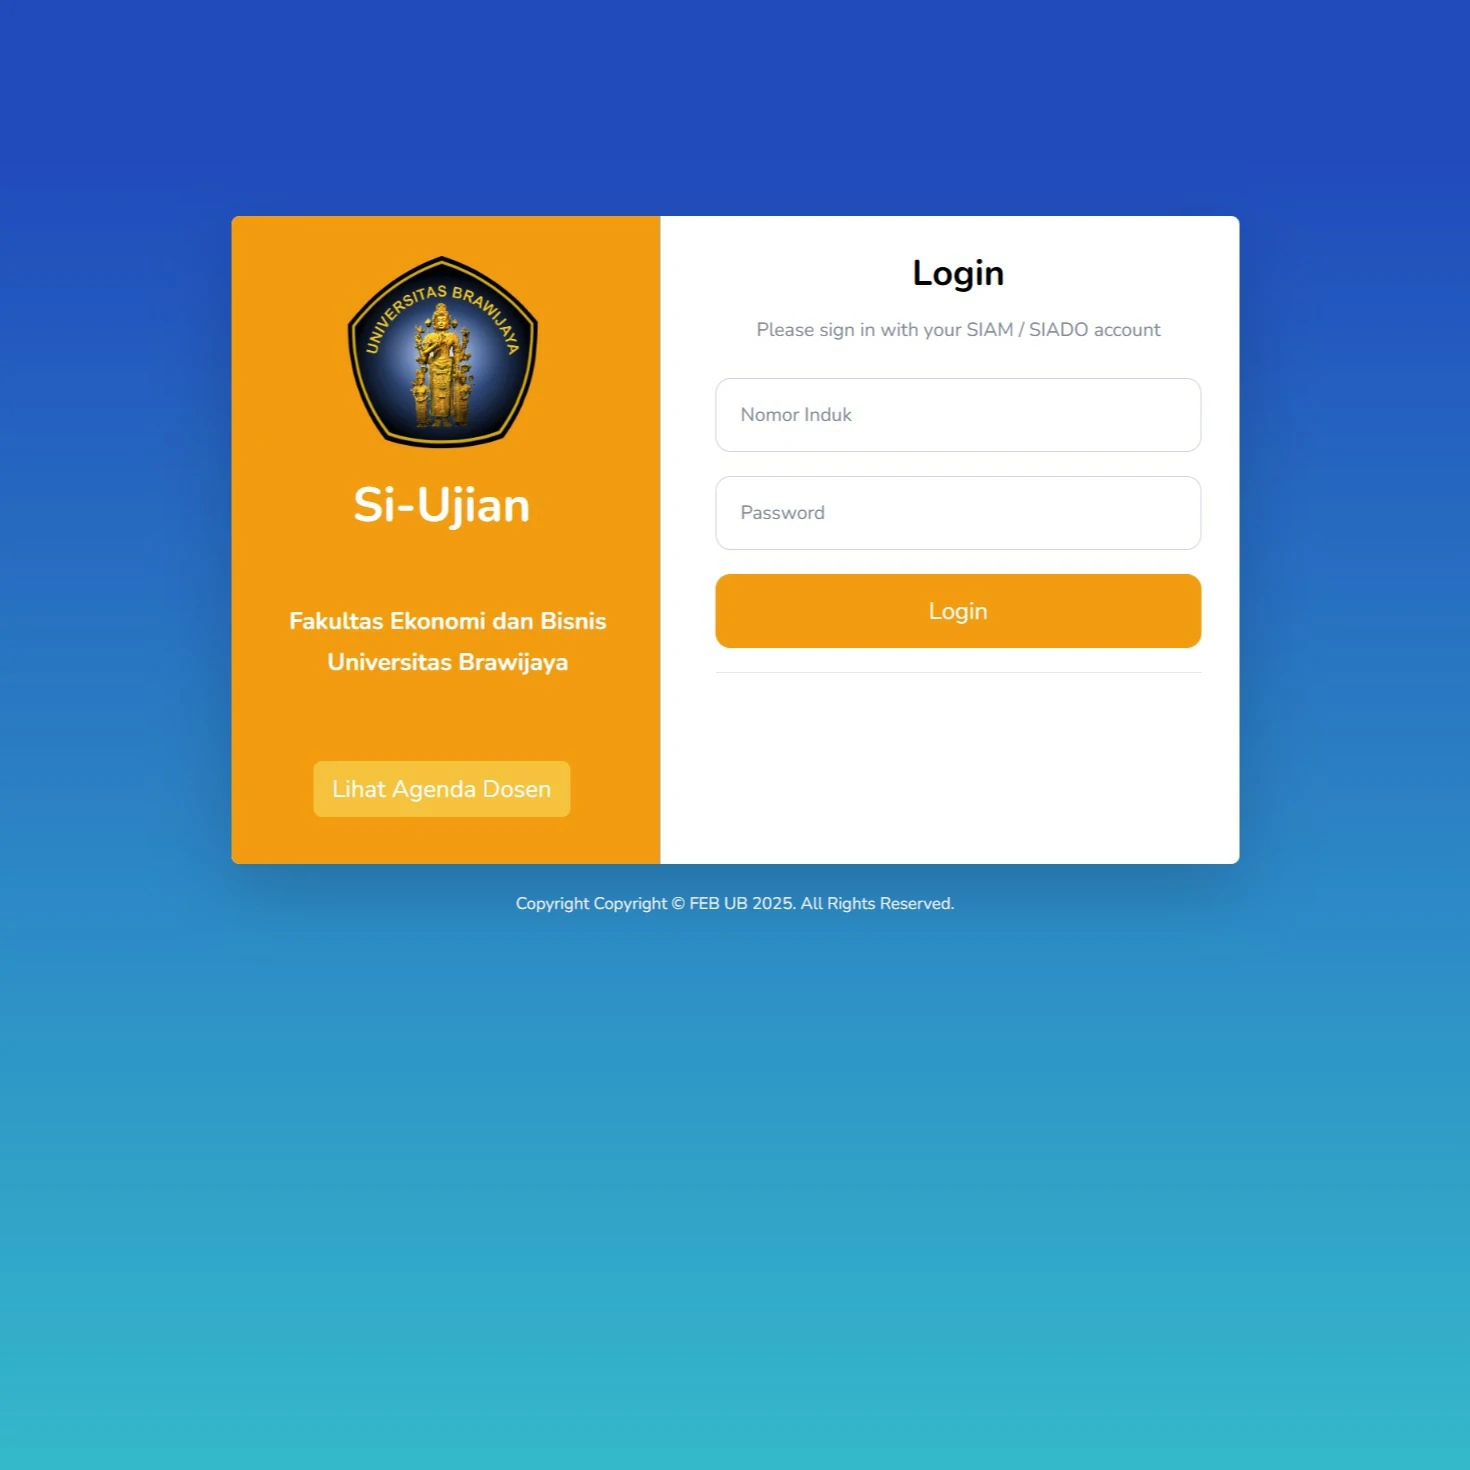 UNIVERSITAS BRAWIJAYA
Si-Ujian
Fakultas Ekonomi dan Bisnis
Universitas Brawijaya
Lihat Agenda Dosen
Login
Please sign in with your SIAM / SIADO account
Nomor Induk
Password
Login
Copyright Copyright © FEB UB 2025. All Rights Reserved.